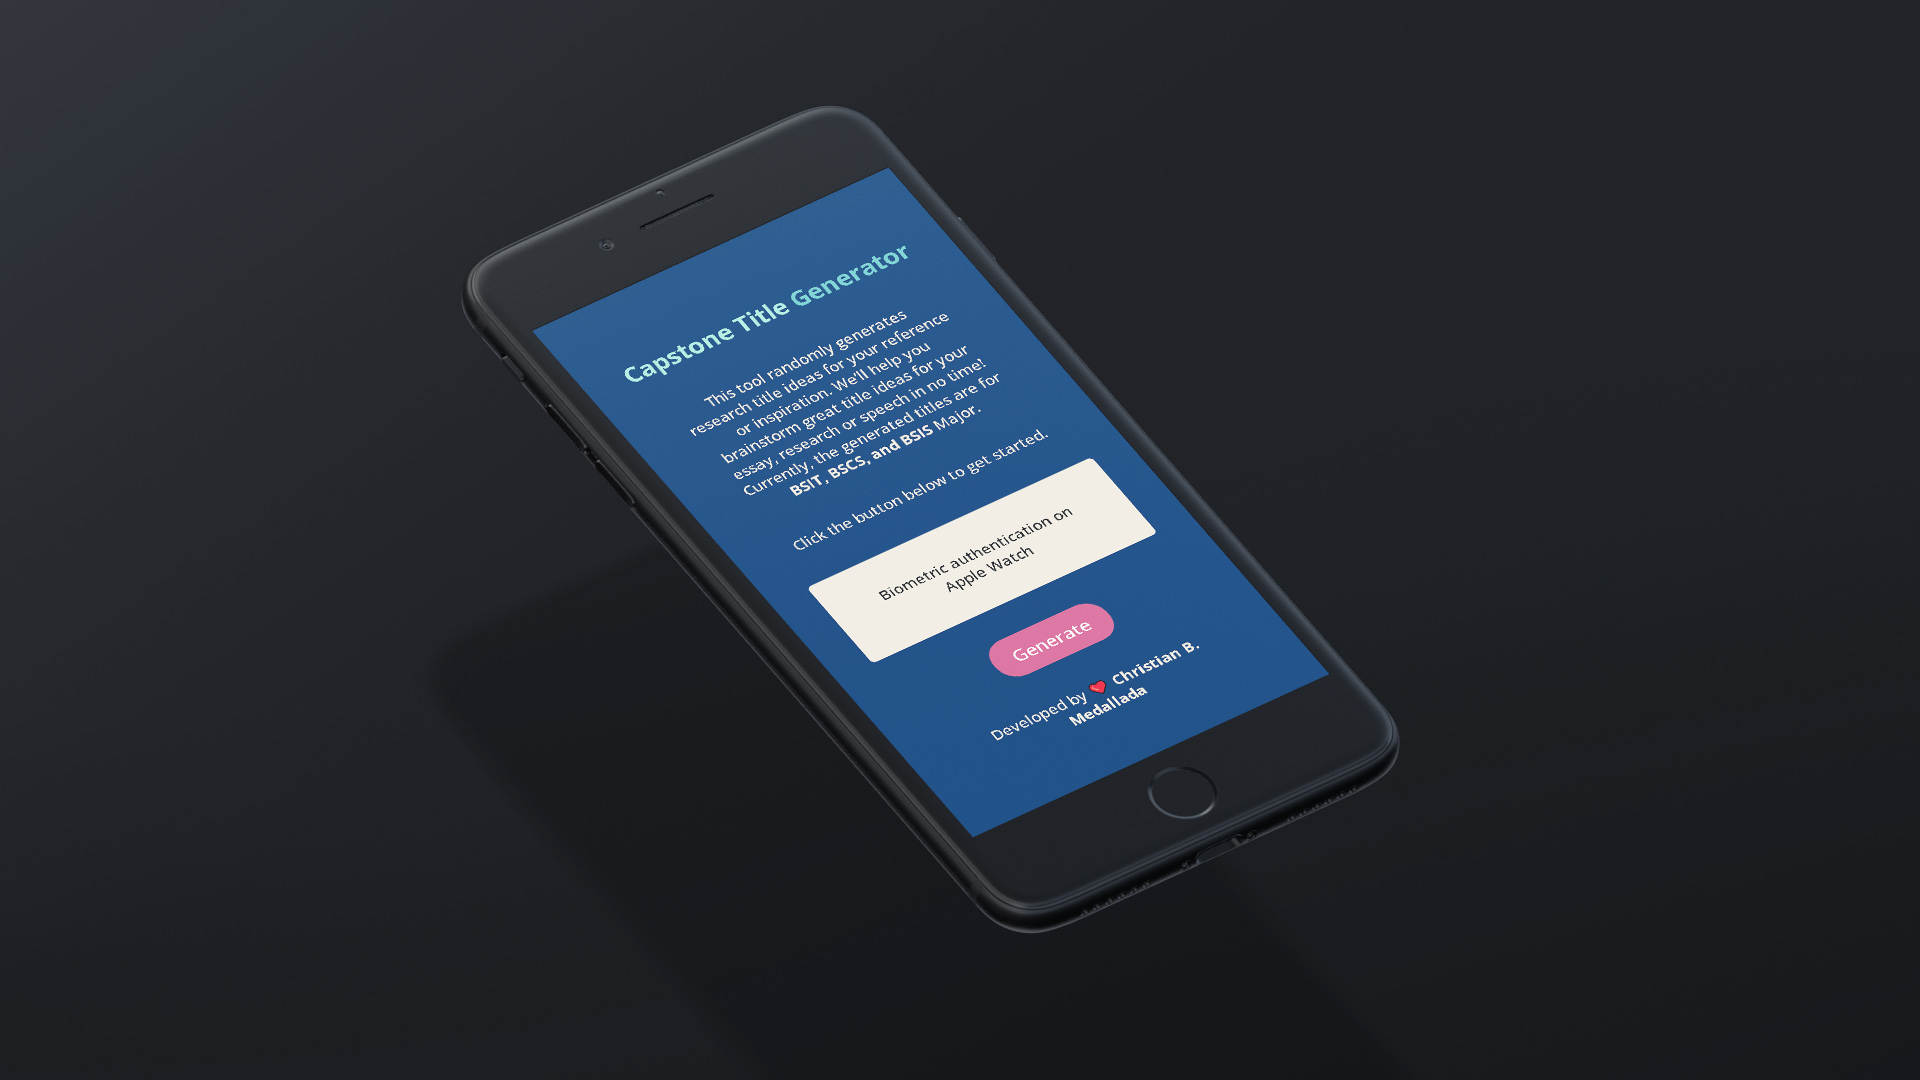 Capstone Title Generator
This tool randomly generates
research title ideas for your reference
or inspiration. We'll help you
brainstorm great title ideas for your
essay, research or speech in no time!
Currently, the generated titles are for
BSIT, BSCS, and BSIS Major.
Click the button below to get started.
Biometric authentication on
Apple Watch
Generate
Developed by ❤️ Christian B.
Medallada